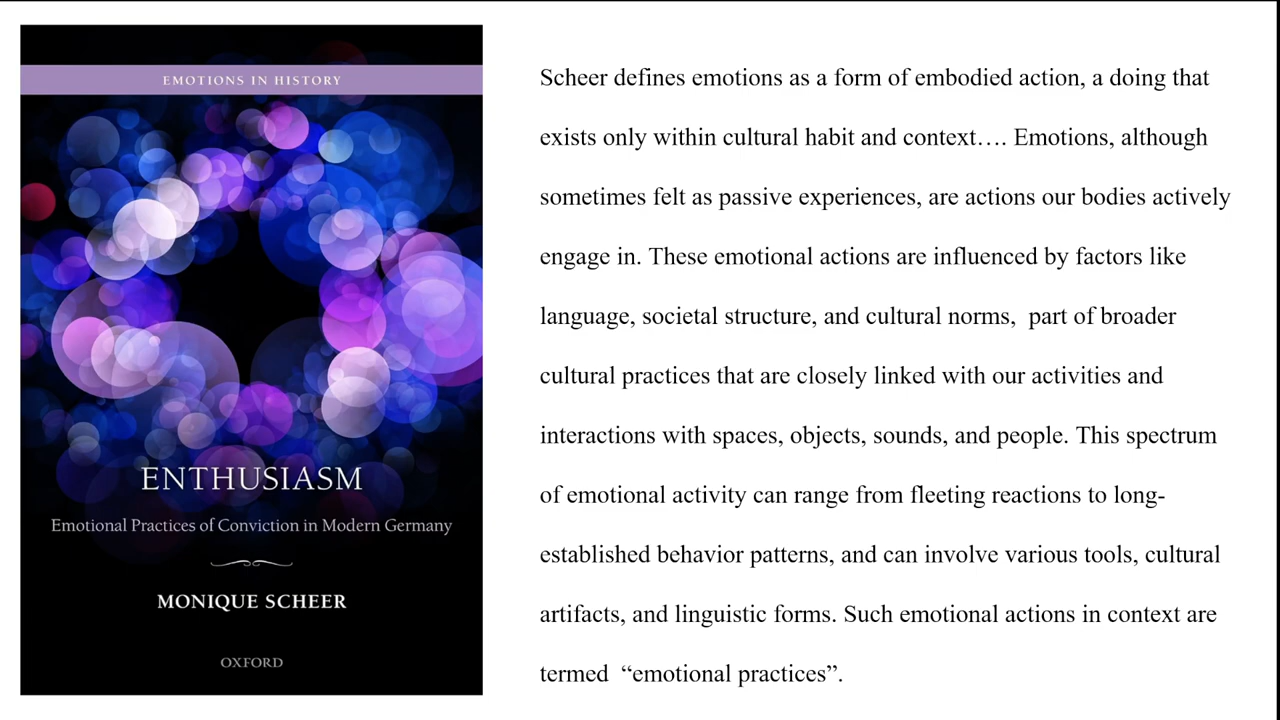 EMOTIONS IN HISTORY
ENTHUSIASM
Emotional Practices of Conviction in Modern Germany
MONIQUE SCHEER
OXFORD
Scheer defines emotions as a form of embodied action, a doing that
exists only within cultural habit and context…. Emotions, although
sometimes felt as passive experiences, are actions our bodies actively
engage in. These emotional actions are influenced by factors like
language, societal structure, and cultural norms,  part of broader
cultural practices that are closely linked with our activities and
interactions with spaces, objects, sounds, and people. This spectrum
of emotional activity can range from fleeting reactions to long-
established behavior patterns, and can involve various tools, cultural
artifacts, and linguistic forms. Such emotional actions in context are
termed  “emotional practices”.